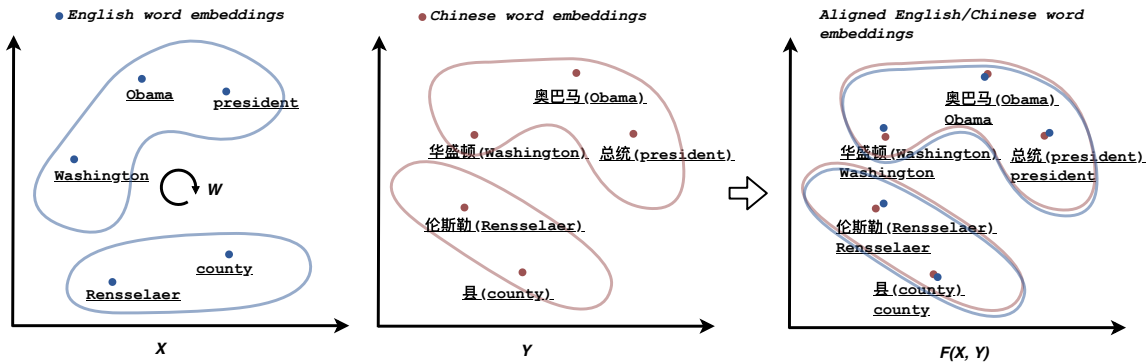 English word embeddings
Obama
president
Washington
W
county
Rensselaer
X
Chinese word embeddings
奥巴马(Obama)
华盛顿(Washington)
总统(president)
伦斯勒(Rensselaer)
县(county)
Y
Aligned English/Chinese word
embeddings
奥巴马(Obama)
Obama
华盛顿(Washington)
Washington
总统(president)
president
伦斯勒(Rensselaer)
Rensselaer
县(county)
county
F(X, Y)